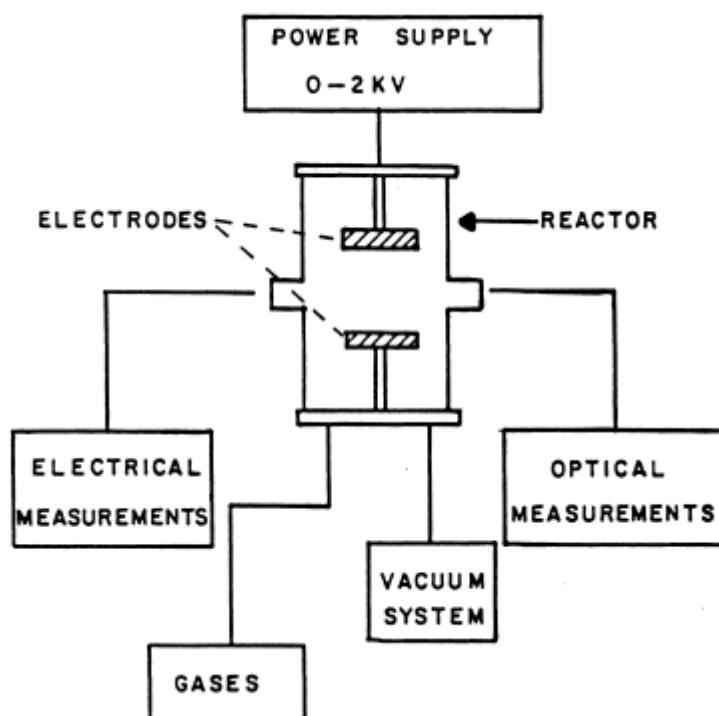 POWER SUPPLY
0-2KV
ELECTRODES
REACTOR
ELECTRICAL
MEASUREMENTS
OPTICAL
MEASUREMENTS
VACUUM
SYSTEM
GASES